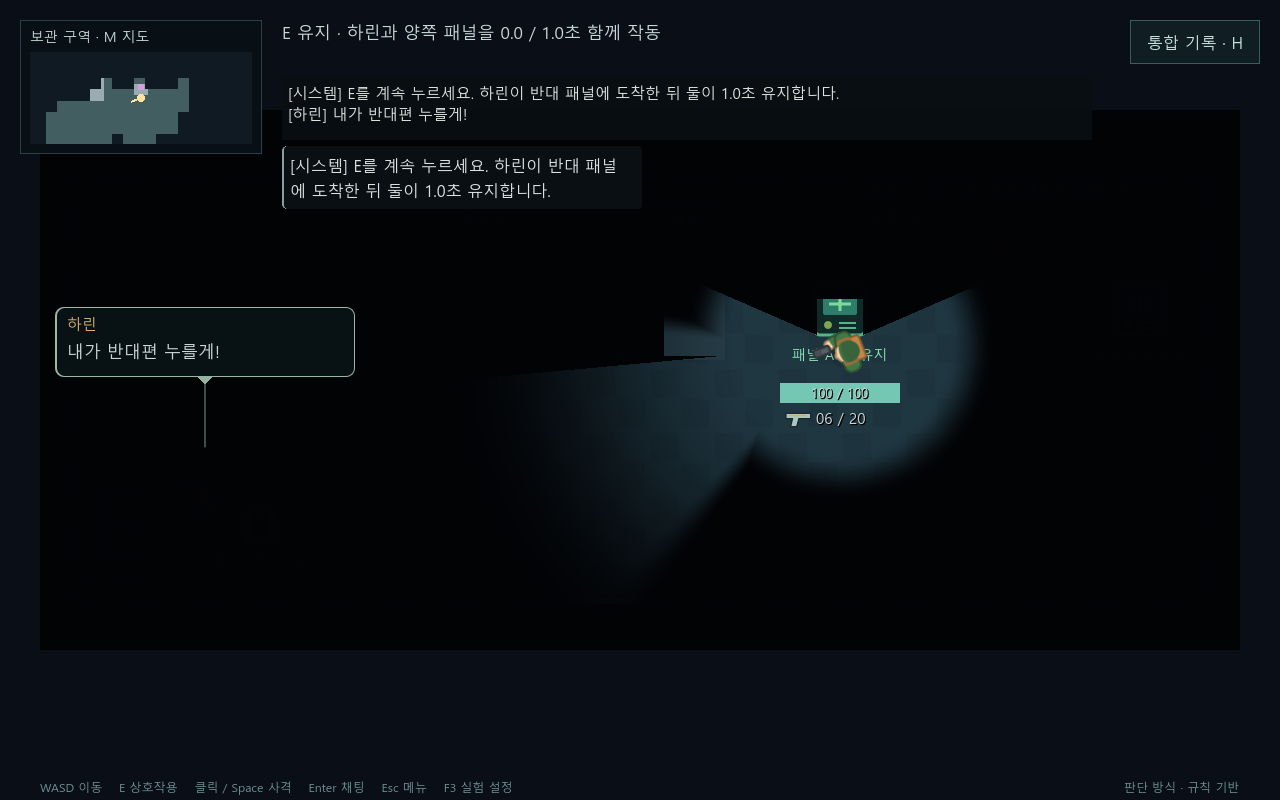 보관 구역 · M 지도
E 유지 · 하린과 양쪽 패널을 0.0 / 1.0초 함께 작동
통합 기록 · H
[시스템] E를 계속 누르세요. 하린이 반대 패널에 도착한 뒤 둘이 1.0초 유지합니다.
[하린] 내가 반대편 누를게!
[시스템] E를 계속 누르세요. 하린이 반대 패널
에 도착한 뒤 둘이 1.0초 유지합니다.
하린
내가 반대편 누를게!
패널 A 유지
100 / 100
06 / 20
WASD 이동 E 상호작용 클릭 / Space 사격 Enter 채팅 Esc 메뉴 F3 실험 설정
판단 방식 · 규칙 기반